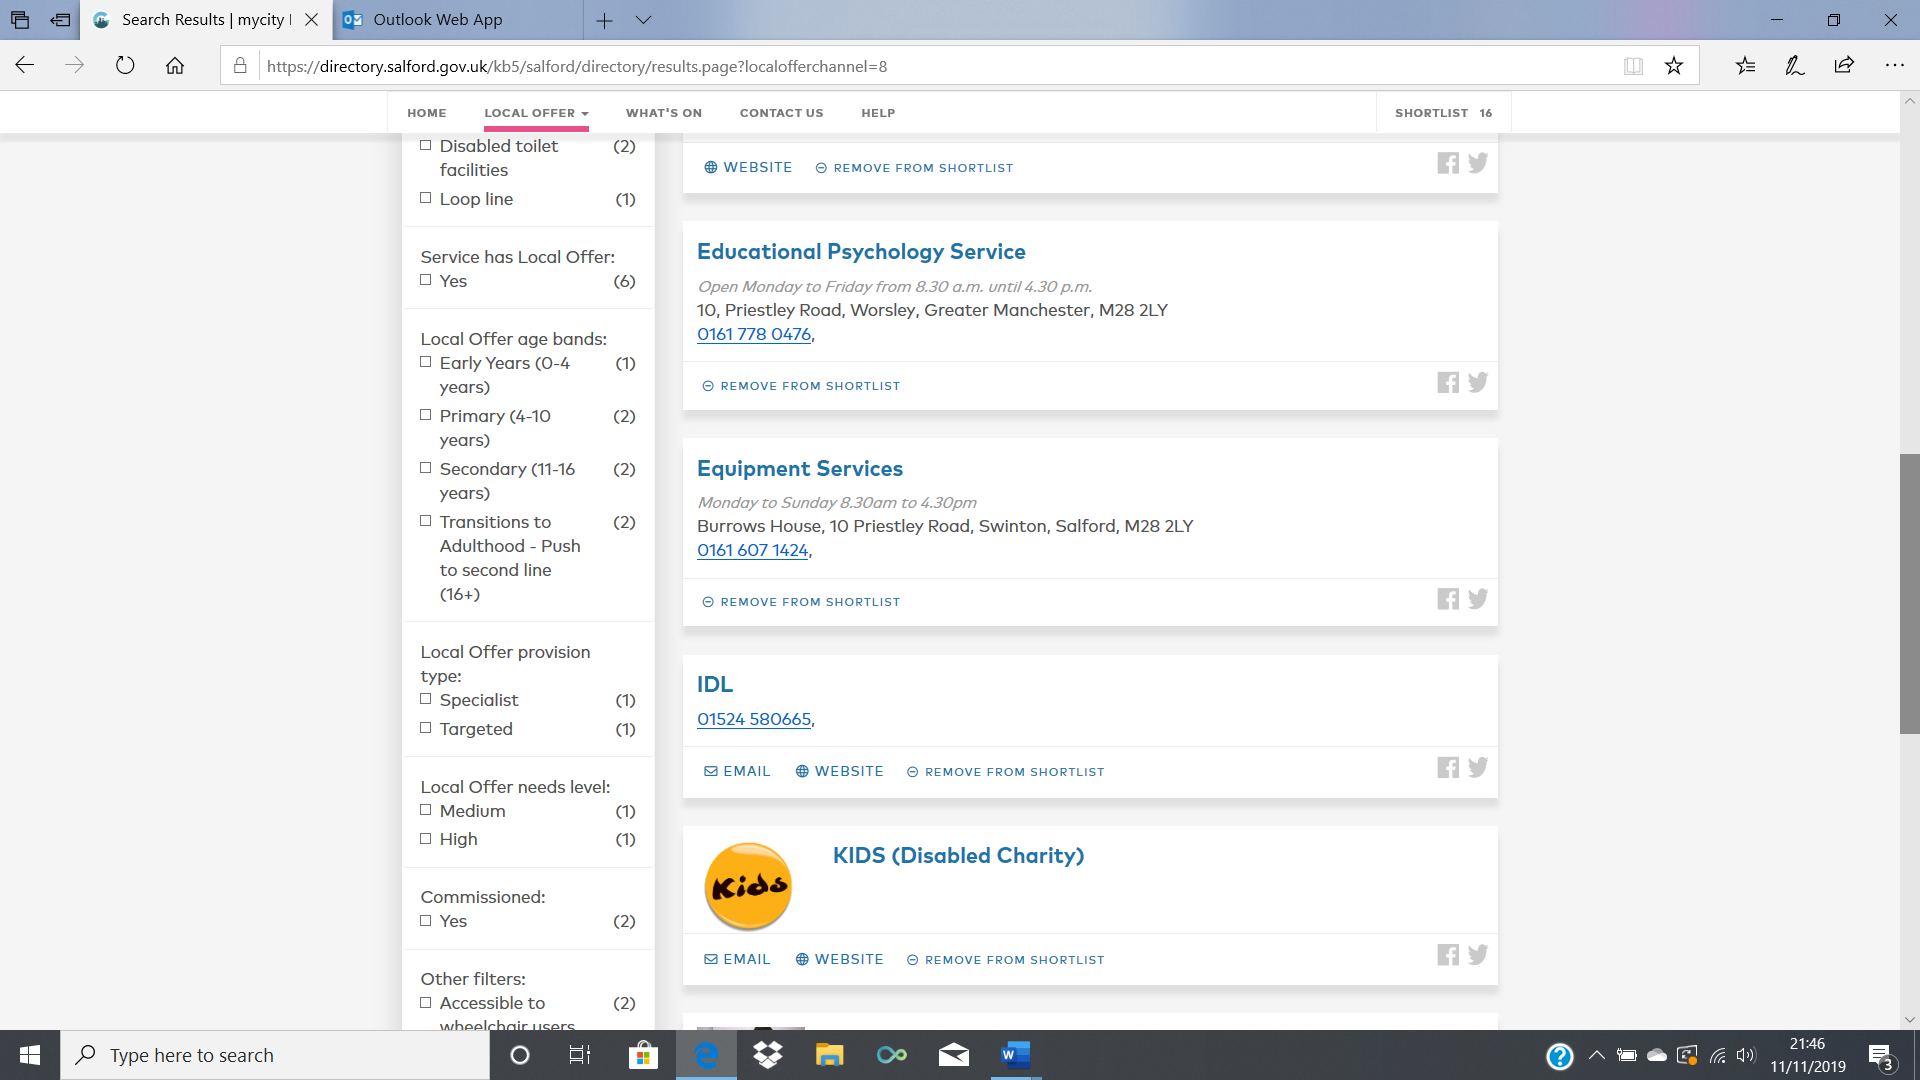 Search Results | mycity
Outlook Web App
https://directory.salford.gov.uk/kb5/salford/directory/results.page?localofferchannel=8
HOME
LOCAL OFFER
WHAT'S ON
CONTACT US
HELP
SHORTLIST 16
Disabled toilet (2)
facilities
Loop line (1)
Service has Local Offer:
Yes (6)
Local Offer age bands:
Early Years (0-4 (1)
years)
Primary (4-10 (2)
years)
Secondary (11-16 (2)
years)
Transitions to (2)
Adulthood - Push
to second line
(16+)
Local Offer provision
type:
Specialist (1)
Targeted (1)
Local Offer needs level:
Medium (1)
High (1)
Commissioned:
Yes (2)
Other filters:
Accessible to (2)
wheelchair users
WEBSITE REMOVE FROM SHORTLIST
Educational Psychology Service
Open Monday to Friday from 8.30 a.m. until 4.30 p.m.
10, Priestley Road, Worsley, Greater Manchester, M28 2LY
0161 778 0476,
REMOVE FROM SHORTLIST
Equipment Services
Monday to Sunday 8.30am to 4.30pm
Burrows House, 10 Priestley Road, Swinton, Salford, M28 2LY
0161 607 1424,
REMOVE FROM SHORTLIST
IDL
01524 580665,
EMAIL WEBSITE REMOVE FROM SHORTLIST
Kids
KIDS (Disabled Charity)
EMAIL WEBSITE REMOVE FROM SHORTLIST
Type here to search
21:46
11/11/2019
3